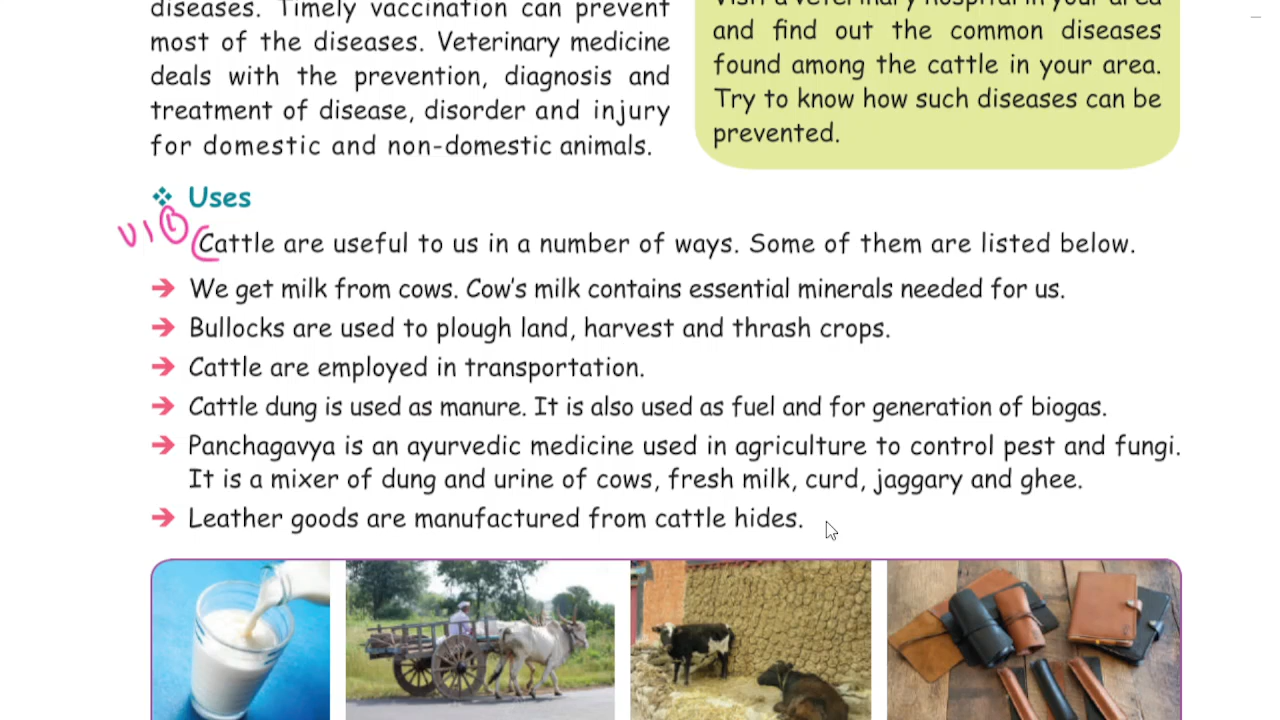 diseases. Timely vaccination can prevent
most of the diseases. Veterinary medicine
deals with the prevention, diagnosis and
treatment of disease, disorder and injury
for domestic and non-domestic animals.
Visit a veterinary hospital in your area
and find out the common diseases
found among the cattle in your area.
Try to know how such diseases can be
prevented.
Uses
Cattle are useful to us in a number of ways. Some of them are listed below.
We get milk from cows. Cow's milk contains essential minerals needed for us.
Bullocks are used to plough land, harvest and thrash crops.
Cattle are employed in transportation.
Cattle dung is used as manure. It is also used as fuel and for generation of biogas.
Panchagavya is an ayurvedic medicine used in agriculture to control pest and fungi.
It is a mixer of dung and urine of cows, fresh milk, curd, jaggary and ghee.
Leather goods are manufactured from cattle hides.